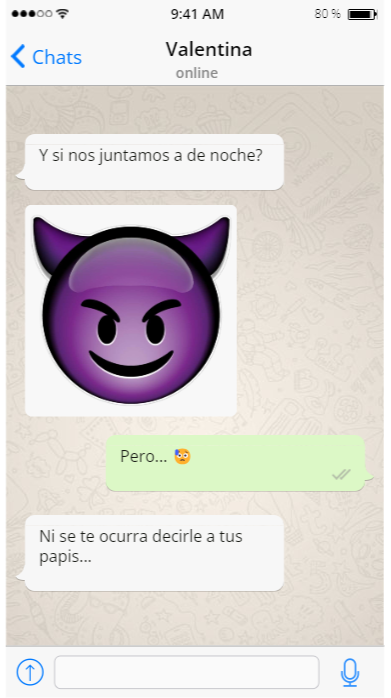 9:41 AM 80 %
Chats Valentina
online
Y si nos juntamos a de noche?
Pero... 😰
Ni se te ocurra decirle a tus
papis...